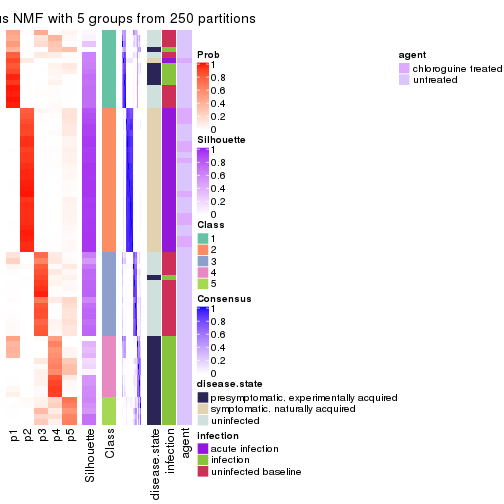 us NMF with 5 groups from 250 partitions
Prob
1
0.8
0.6
0.4
0.2
0
Silhouette
1
0.8
0.6
0.4
0.2
0
Class
1
2
3
4
5
Consensus
1
0.8
0.6
0.4
0.2
0
disease.state
presymptomatic. experimentally acquired
symptomatic. naturally acquired
uninfected
infection
acute infection
infection
uninfected baseline
agent
chloroguine treated
untreated
p1
p2
p3
p4
p5
Silhouette
Class
disease.state
infection
agent